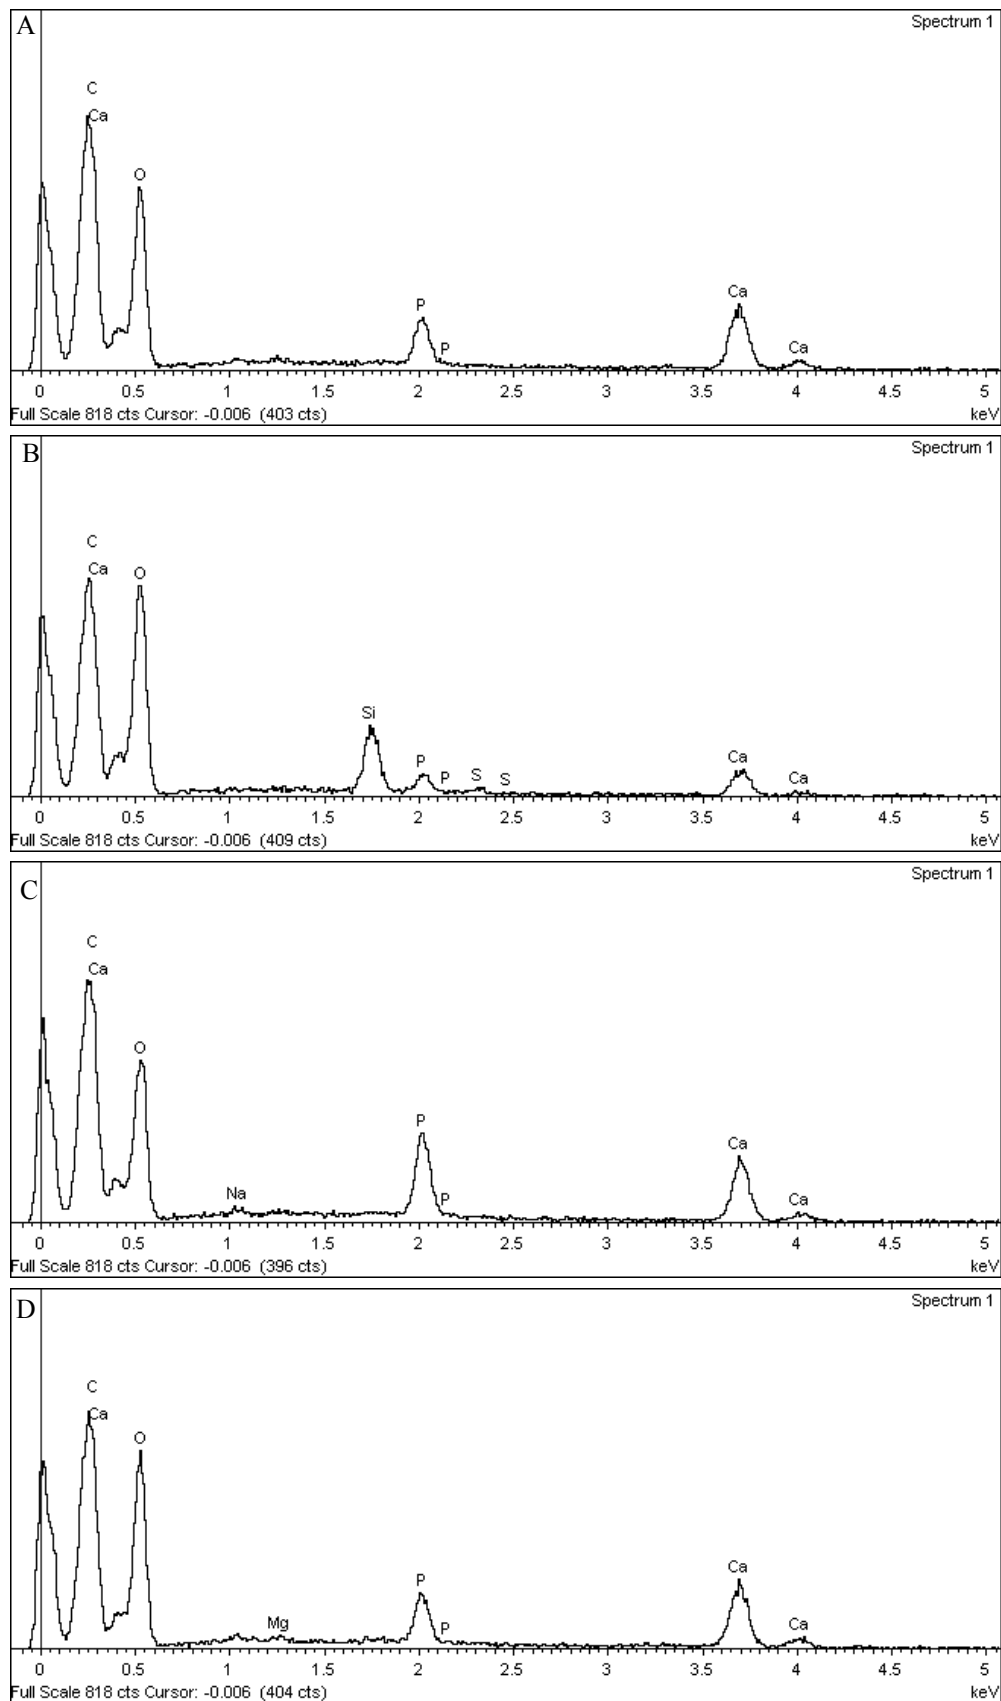 A
Spectrum 1
C
Ca
O
P
P
Ca
Ca
0 0.5 1 1.5 2 2.5 3 3.5 4 4.5 5
Full Scale 818 cts Cursor: -0.006 (403 cts) keV
B
Spectrum 1
C
Ca O
Si
P
P S S
Ca
Ca
0 0.5 1 1.5 2 2.5 3 3.5 4 4.5 5
Full Scale 818 cts Cursor: -0.006 (409 cts) keV
C
Spectrum 1
C
Ca
O
P
Ca
Na P Ca
0 0.5 1 1.5 2 2.5 3 3.5 4 4.5 5
Full Scale 818 cts Cursor: -0.006 (396 cts) keV
D
Spectrum 1
C
Ca
O
Ca
P
Mg P Ca
0 0.5 1 1.5 2 2.5 3 3.5 4 4.5 5
Full Scale 818 cts Cursor: -0.006 (404 cts) keV